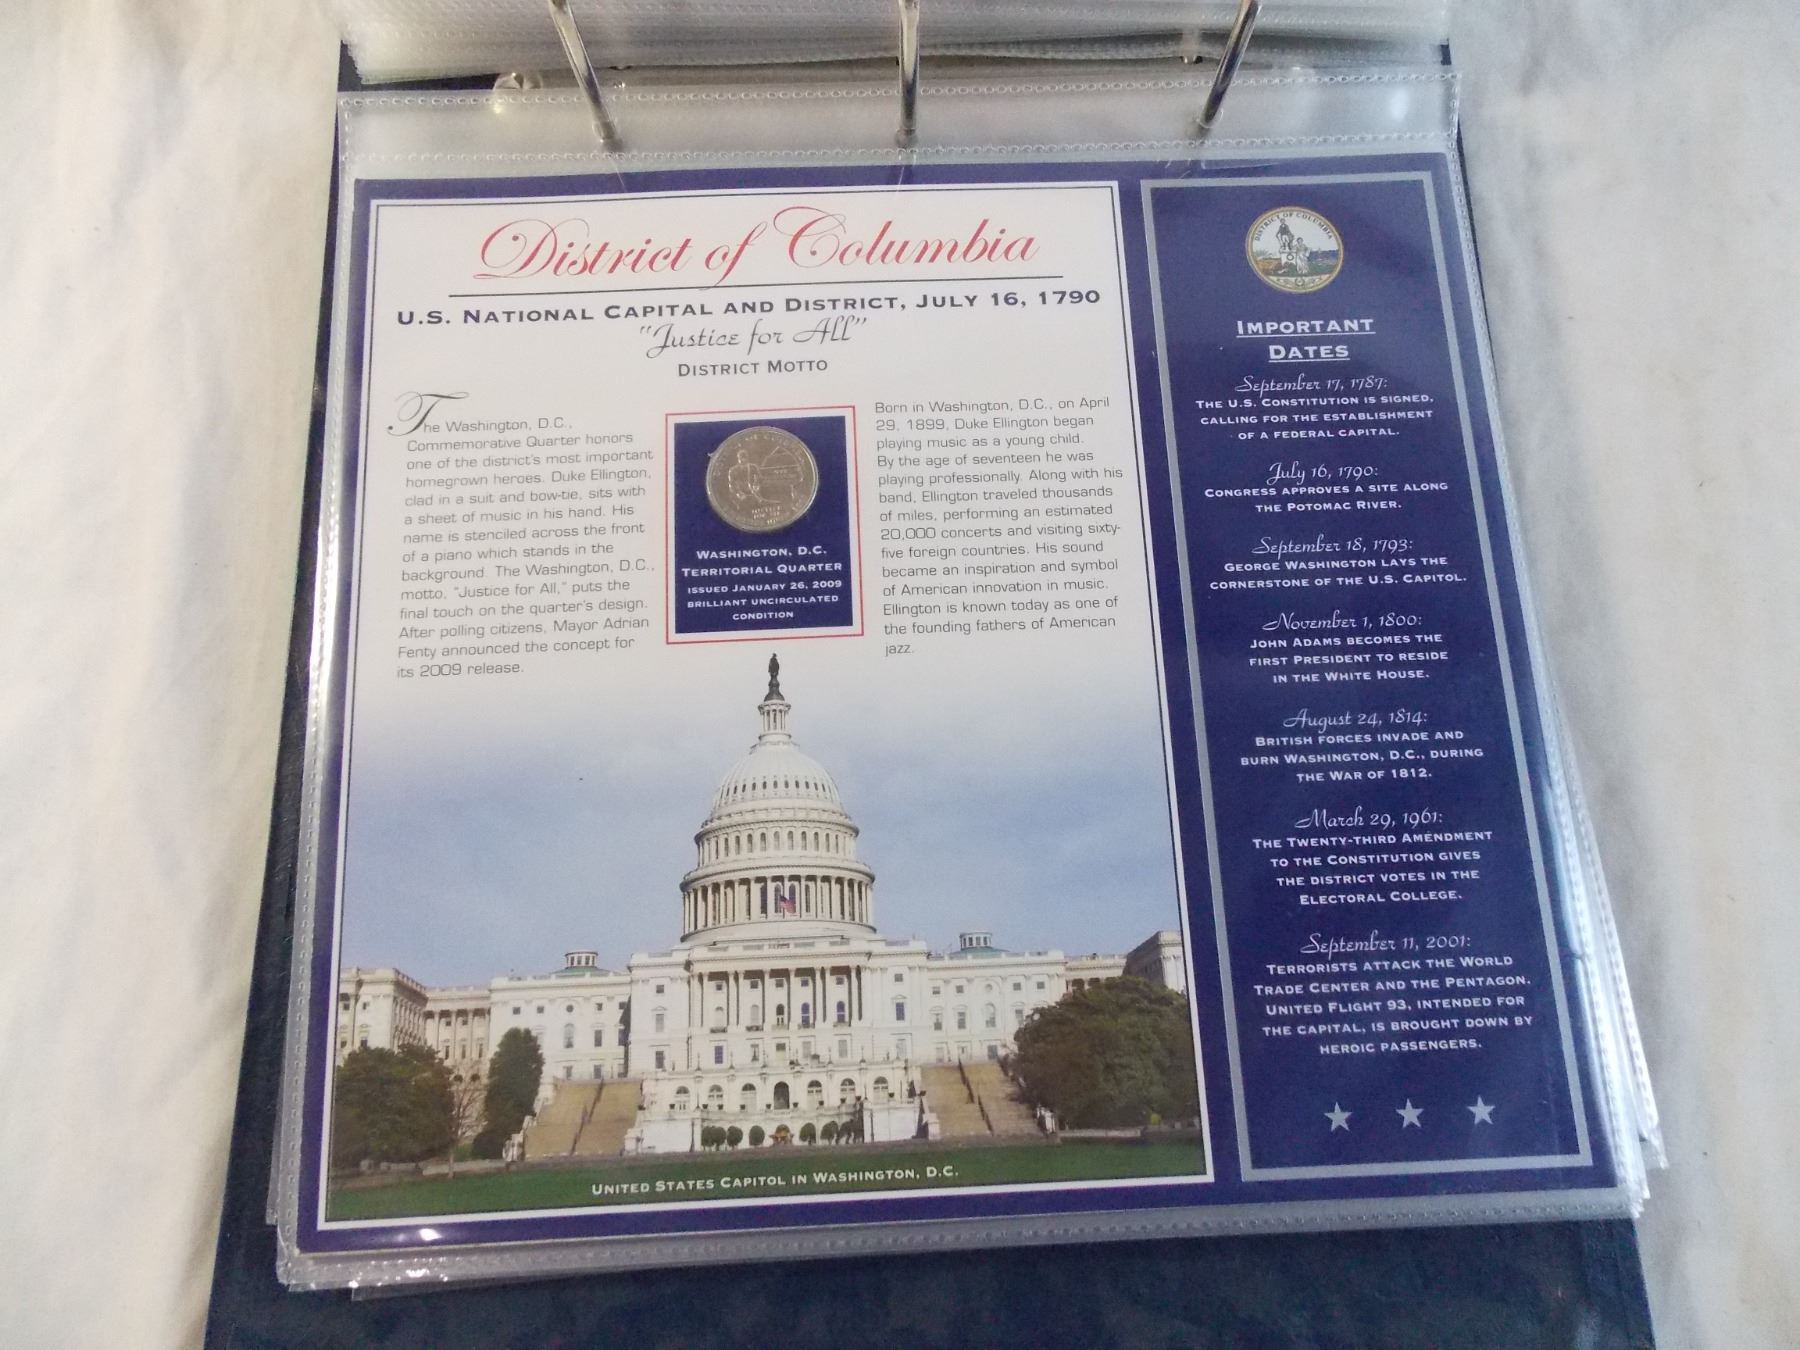 District of Columbia
U.S. National Capital and District, July 16, 1790
"Justice for All"
District Motto
The Washington, D.C.,
Commemorative Quarter honors
one of the district's most important
homegrown heroes. Duke Ellington,
clad in a suit and bow-tie, sits with
a sheet of music in his hand. His
name is stenciled across the front
of a piano which stands in the
background. The Washington, D.C.,
motto, "Justice for All," puts the
final touch on the quarter's design.
After polling citizens, Mayor Adrian
Fenty announced the concept for
its 2009 release.
Washington, D.C.
Territorial Quarter
issued January 26, 2009
brilliant uncirculated
condition
Born in Washington, D.C., on April
29, 1899, Duke Ellington began
playing music as a young child.
By the age of seventeen he was
playing professionally. Along with his
band, Ellington traveled thousands
of miles, performing an estimated
20,000 concerts and visiting sixty-
five foreign countries. His sound
became an inspiration and symbol
of American innovation in music.
Ellington is known today as one of
the founding fathers of American
jazz.
United States Capitol in Washington, D.C.
DISTRICT OF COLUMBIA
Important
Dates
September 17, 1787:
The U.S. Constitution is signed,
calling for the establishment
of a federal capital.
July 16, 1790:
Congress approves a site along
the Potomac River.
September 18, 1793:
George Washington lays the
cornerstone of the U.S. Capitol.
November 1, 1800:
John Adams becomes the
first President to reside
in the White House.
August 24, 1814:
British forces invade and
burn Washington, D.C., during
the War of 1812.
March 29, 1961:
The Twenty-third Amendment
to the Constitution gives
the district votes in the
Electoral College.
September 11, 2001:
Terrorists attack the World
Trade Center and the Pentagon.
United Flight 93, intended for
the capital, is brought down by
heroic passengers.